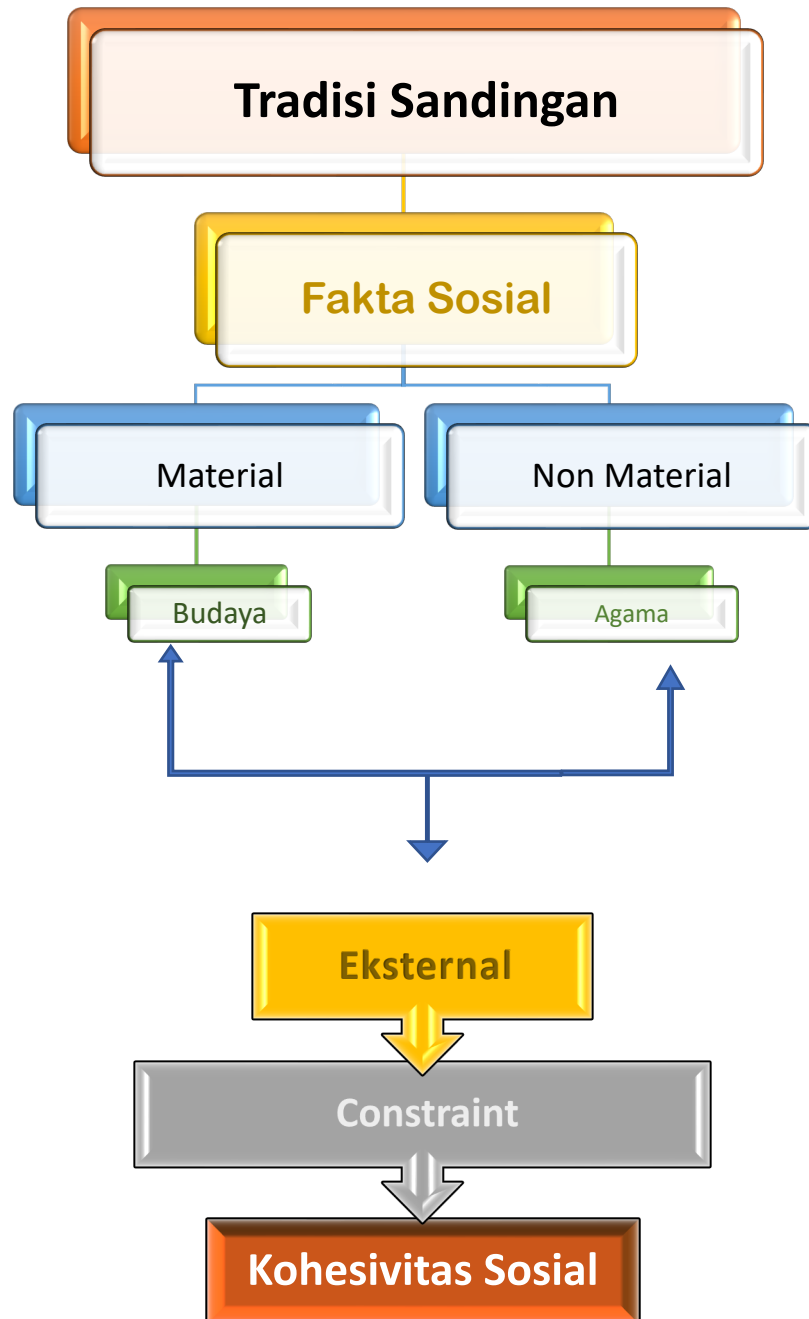 Tradisi Sandingan
Fakta Sosial
Material
Non Material
Budaya
Agama
Eksternal
Constraint
Kohesivitas Sosial